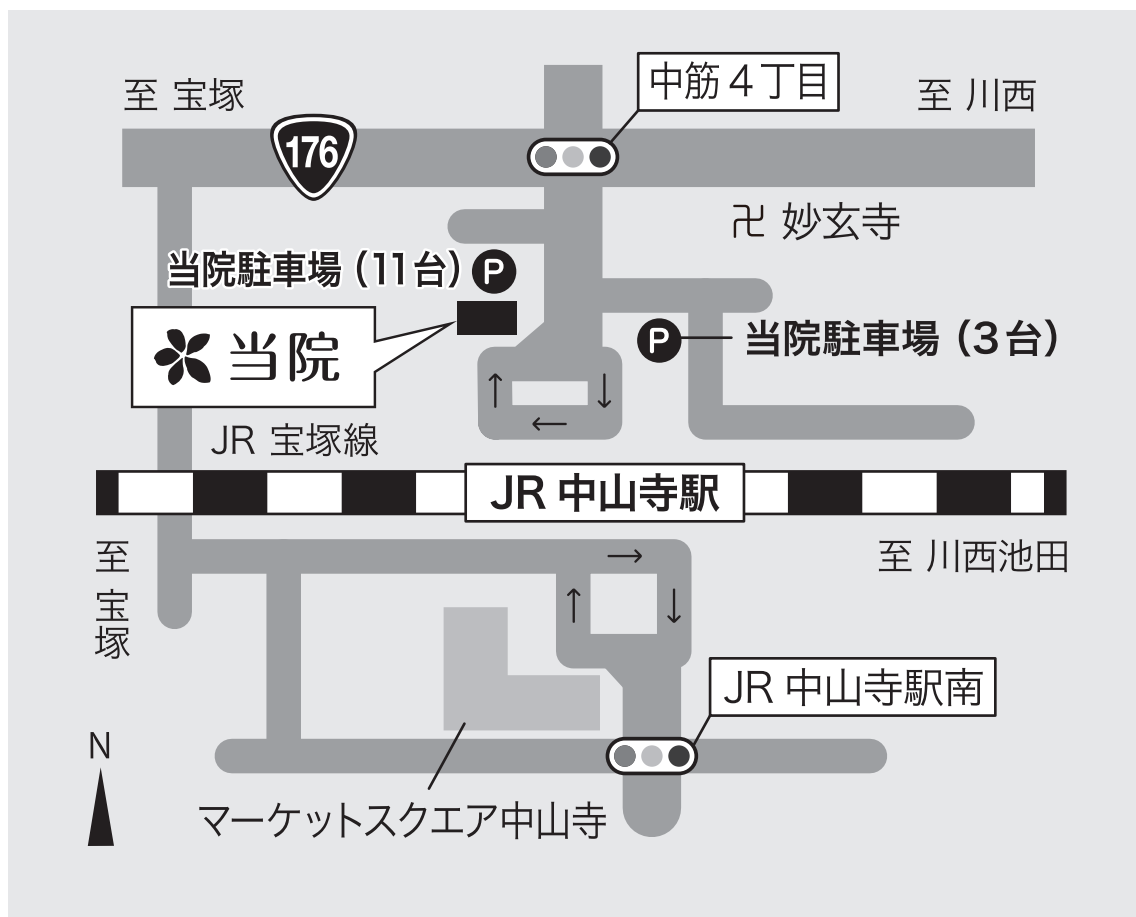 中筋4丁目
至 宝塚
至 川西
176
卍 妙玄寺
当院駐車場(11台) P
P 当院駐車場(3台)
当院
JR 宝塚線
JR 中山寺駅
至 宝塚
至 川西池田
JR 中山寺駅南
N
マーケットスクエア中山寺